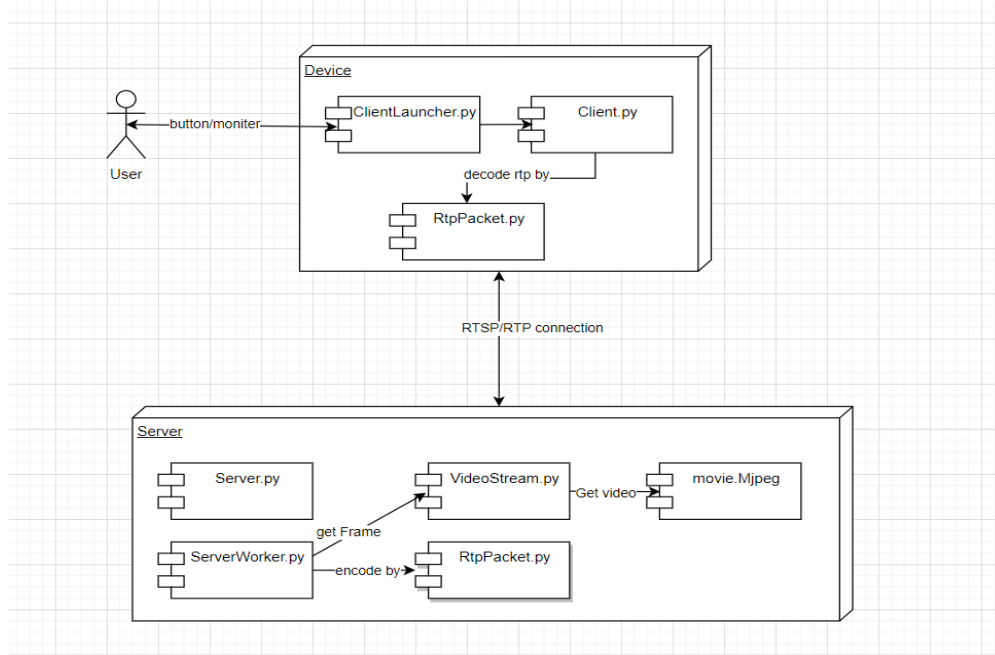 Device
ClientLauncher.py
Client.py
button/moniter
User
decode rtp by
RtpPacket.py
RTSP/RTP connection
Server
Server.py
VideoStream.py
movie.Mjpeg
Get video
get Frame
ServerWorker.py
RtpPacket.py
encode by